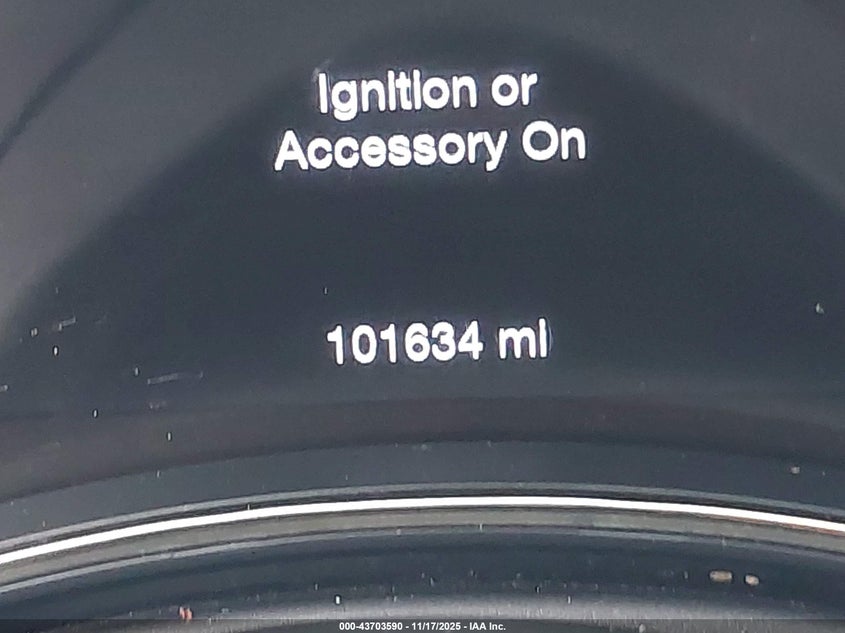 Ignition or
Accessory On
101634 mi
000-43703590 - 11/17/2025 - IAA Inc.